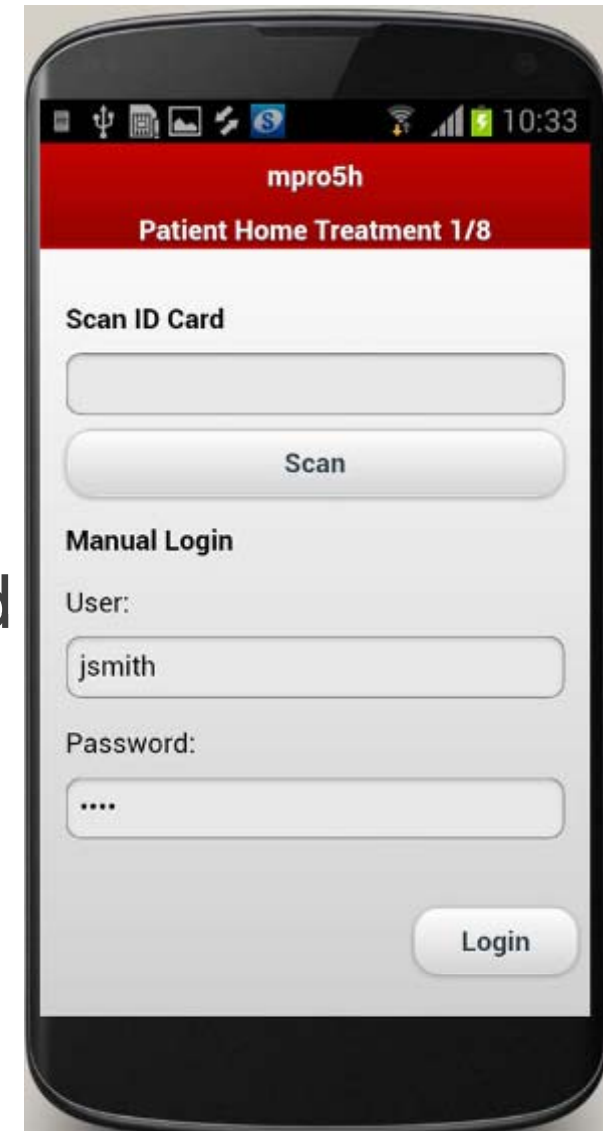 10:33
mpro5h
Patient Home Treatment 1/8
Scan ID Card
Scan
Manual Login
User:
jsmith
Password:
····
Login